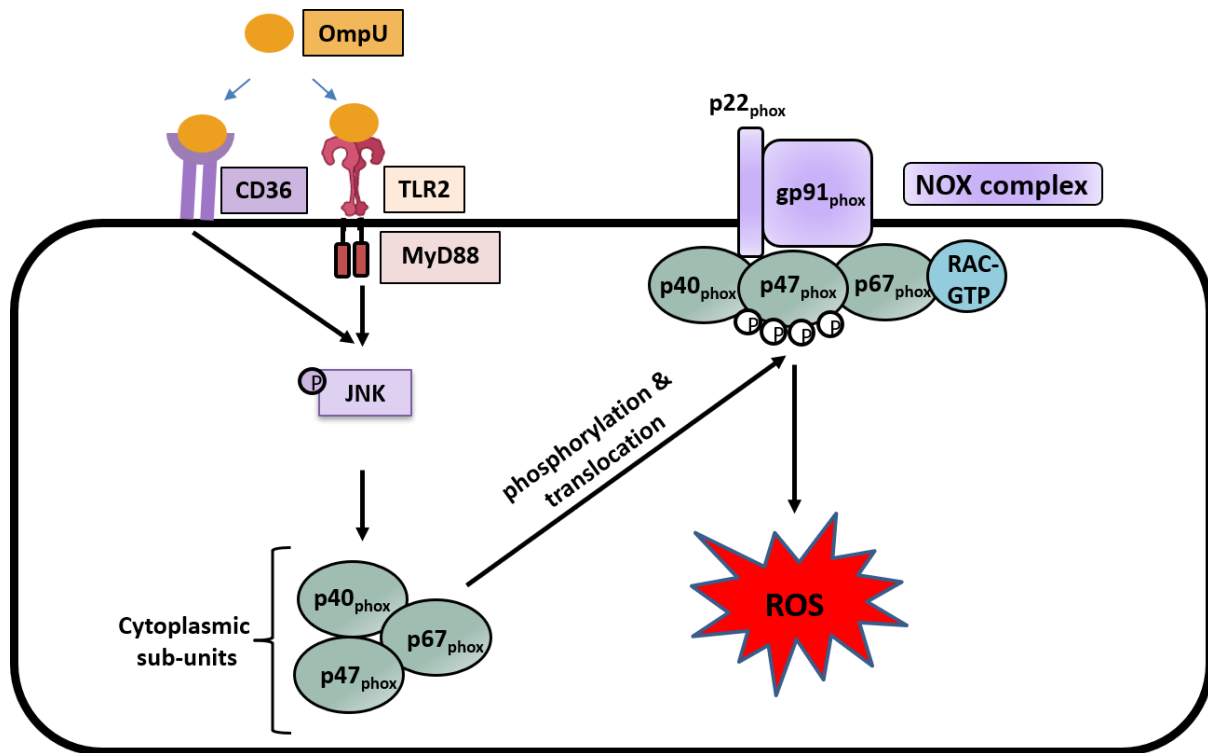 OmpU
CD36
TLR2
MyD88
P
JNK
Cytoplasmic
sub-units
p40phox
p67phox
p47phox
phosphorylation &
translocation
p22phox
gp91phox
NOX complex
p40phox
p47phox
p67phox
RAC-
GTP
P
P
P
P
ROS